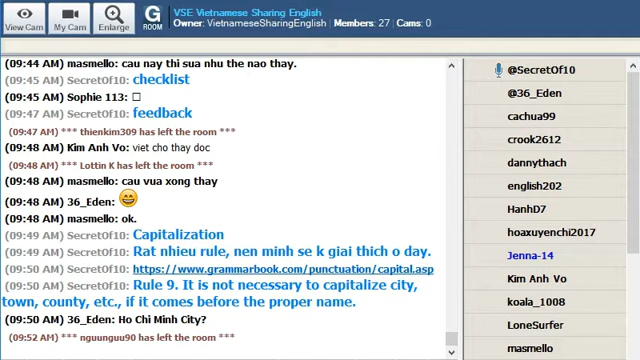 View Cam
My Cam
Enlarge
G
ROOM
VSE Vietnamese Sharing English
Owner: VietnameseSharingEnglish | Members: 27 | Cams: 0
(09:44 AM) masmello: cau nay thi sua nhu the nao thay.
(09:45 AM) SecretOf10: checklist
(09:45 AM) Sophie 113: □
(09:47 AM) SecretOf10: feedback
(09:47 AM) *** thienkim309 has left the room ***
(09:48 AM) Kim Anh Vo: viet cho thay doc
(09:48 AM) *** Lottin K has left the room ***
(09:48 AM) masmello: cau vua xong thay
(09:48 AM) 36_Eden:
(09:48 AM) masmello: ok.
(09:49 AM) SecretOf10: Capitalization
(09:49 AM) SecretOf10: Rat nhieu rule, nen minh se k giai thich o day.
(09:50 AM) SecretOf10: https://www.grammarbook.com/punctuation/capital.asp
(09:50 AM) SecretOf10: Rule 9. It is not necessary to capitalize city,
town, county, etc., if it comes before the proper name.
(09:50 AM) 36_Eden: Ho Chi Minh City?
(09:52 AM) *** nguunguu90 has left the room ***
@SecretOf10
@36_Eden
cachua99
crook2612
dannythach
english202
HanhD7
hoaxuyenchi2017
Jenna-14
Kim Anh Vo
koala_1008
LoneSurfer
masmello